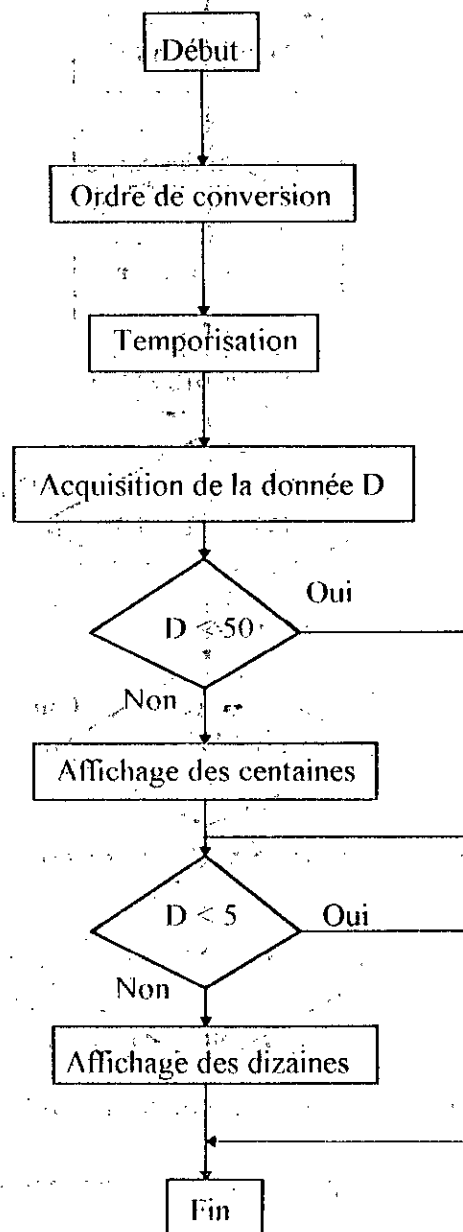 Début
Ordre de conversion
Temporisation
Acquisition de la donnée D
D < 50
Oui
Non
Affichage des centaines
D < 5
Oui
Non
Affichage des dizaines
Fin